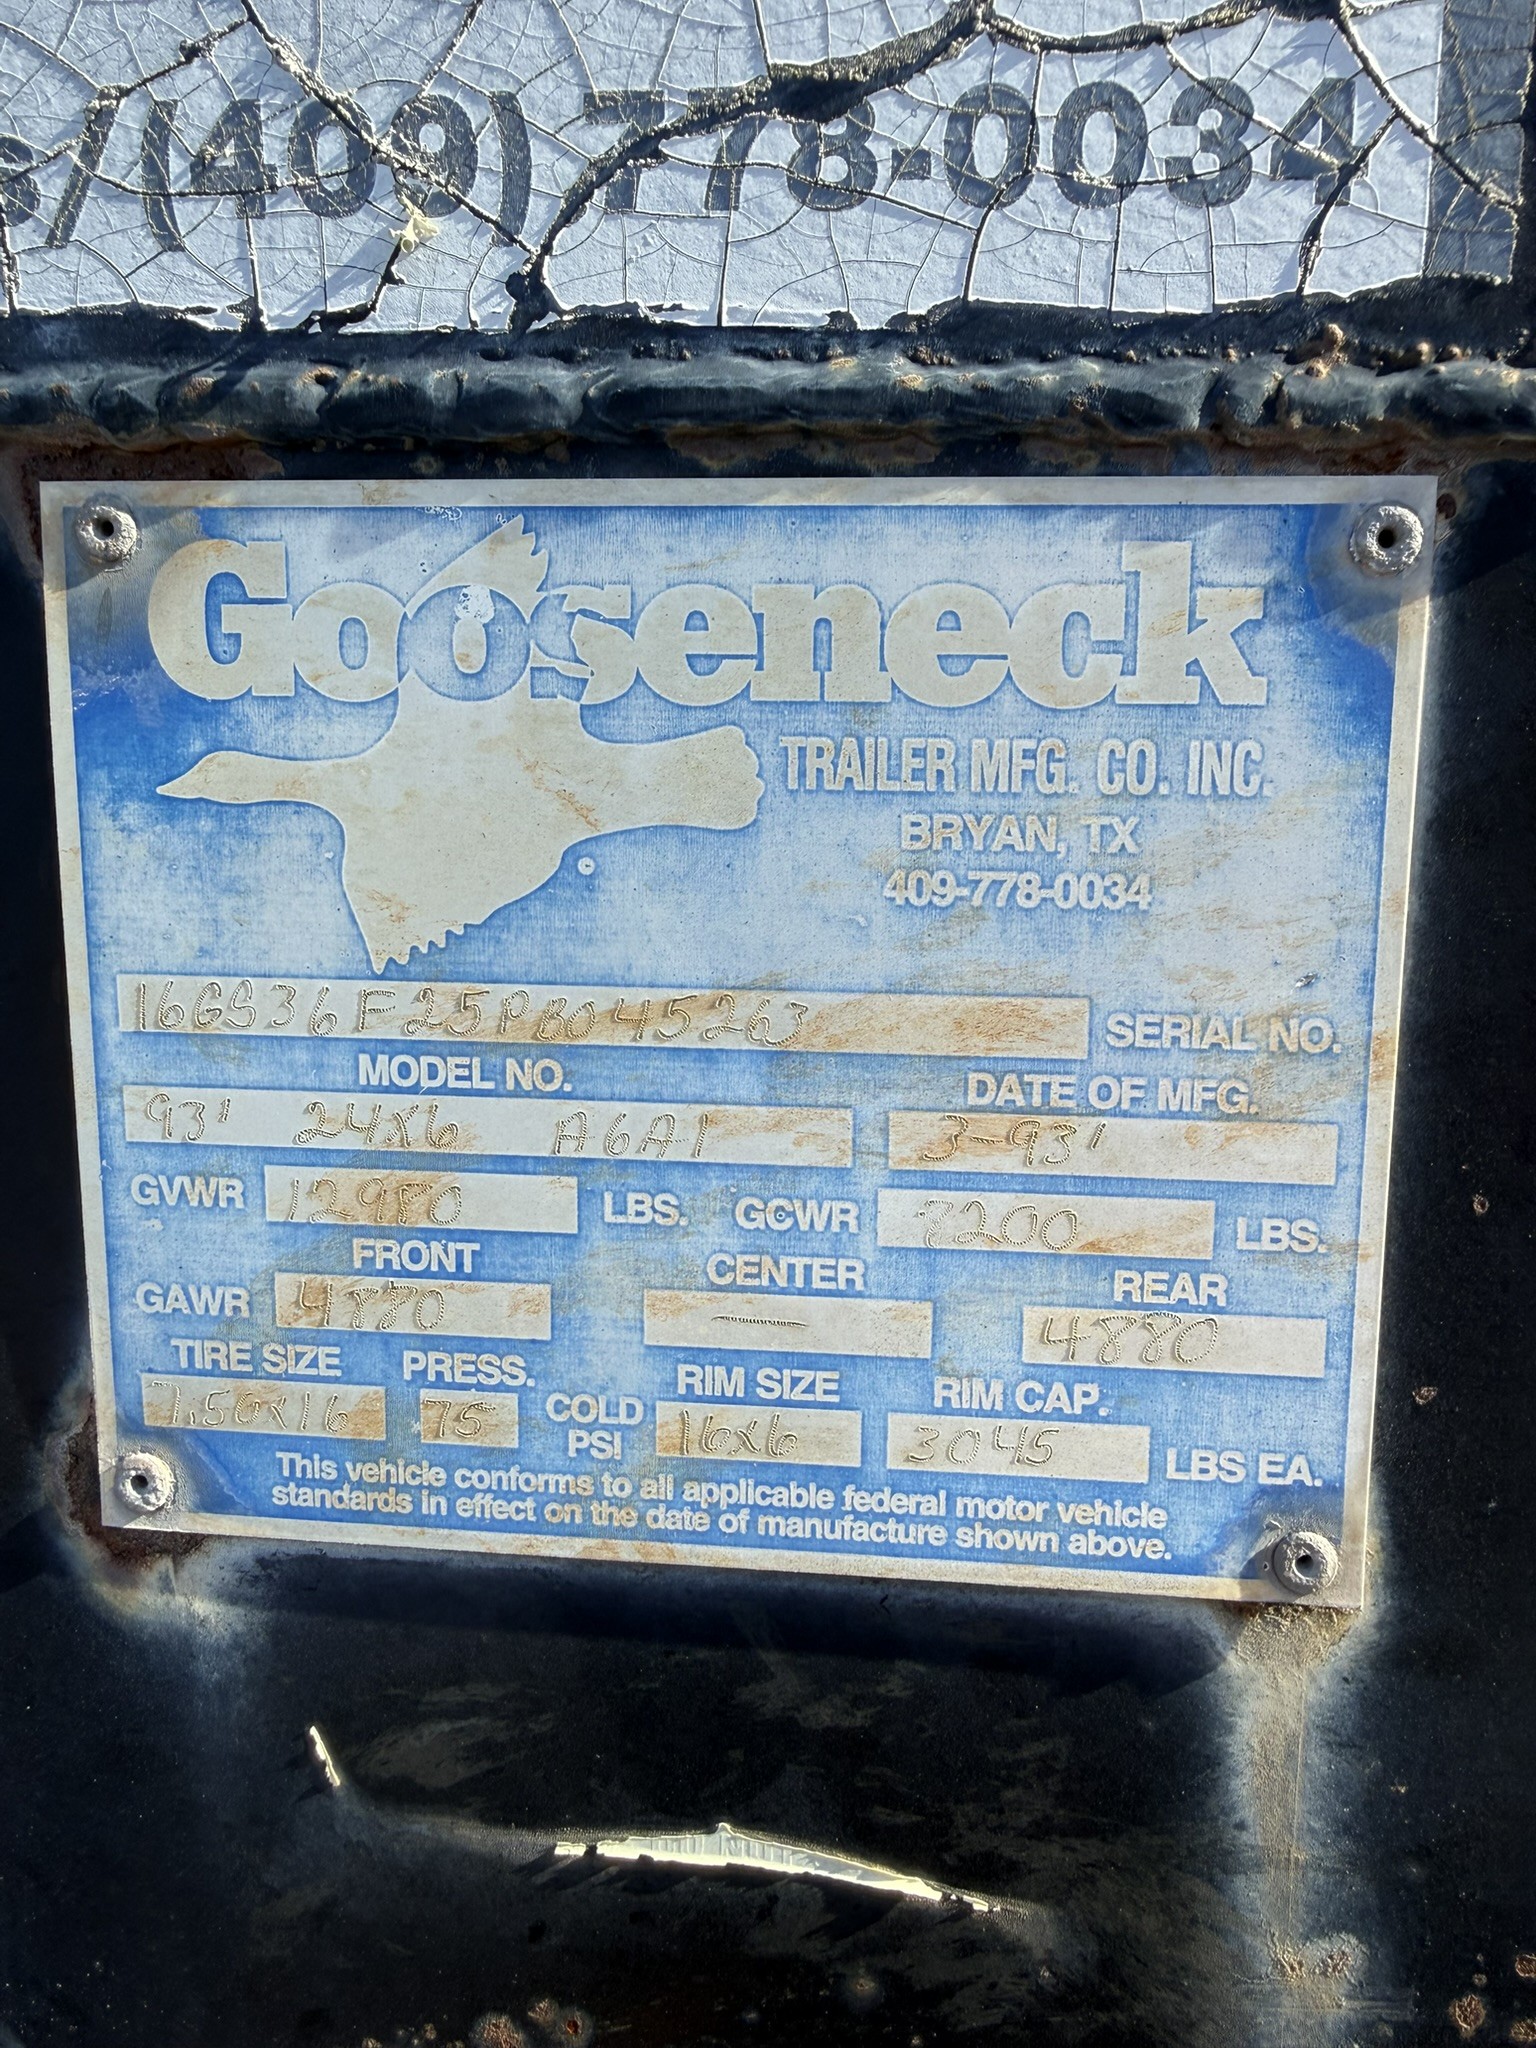 /(409) 778-0034
Gooseneck
TRAILER MFG. CO. INC.
BRYAN, TX
409-778-0034
16GS36F25PB045263 SERIAL NO.
MODEL NO. DATE OF MFG.
93' 24x6 A6A1 3-93'
GVWR 12980 LBS. GCWR 8200 LBS.
FRONT CENTER REAR
GAWR 4880 — 4880
TIRE SIZE PRESS. RIM SIZE RIM CAP.
7.50x16 75 COLD PSI 16x6 3045 LBS EA.
This vehicle conforms to all applicable federal motor vehicle
standards in effect on the date of manufacture shown above.